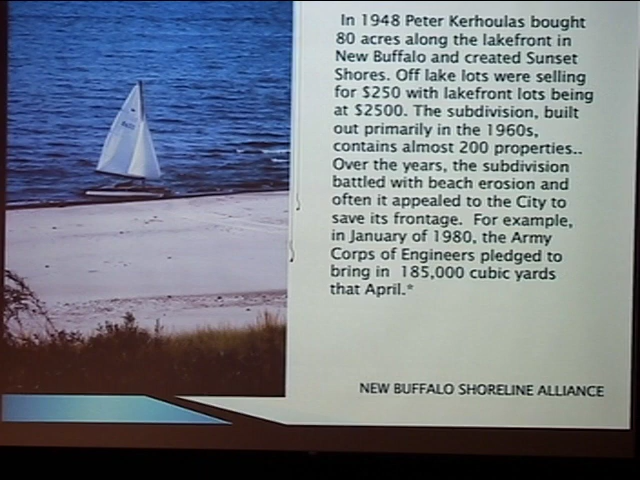 In 1948 Peter Kerhoulas bought
80 acres along the lakefront in
New Buffalo and created Sunset
Shores. Off lake lots were selling
for $250 with lakefront lots being
at $2500. The subdivision, built
out primarily in the 1960s,
contains almost 200 properties..
Over the years, the subdivision
battled with beach erosion and
often it appealed to the City to
save its frontage. For example,
in January of 1980, the Army
Corps of Engineers pledged to
bring in 185,000 cubic yards
that April.*
NEW BUFFALO SHORELINE ALLIANCE